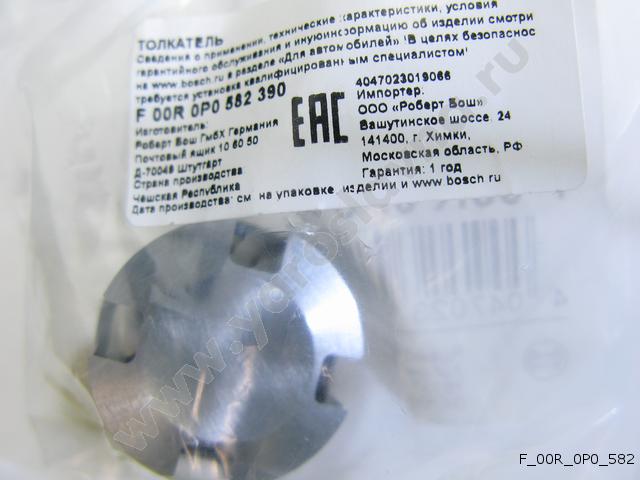 ТОЛКАТЕЛЬ
Сведения о применении, технические характеристики, условия
гарантийного обслуживания и инуюинформацию об изделии смотри
на www.bosch.ru в разделе «Для автомобилей» !В целях безопаснос
требуется установка квалифицированным специалистом!
F 00R 0P0 582 390
Изготовитель:
Роберт Бош ГмбХ Германия
Почтовый ящик 10 60 50
Д-70049 Штутгарт
Страна производства:
Чешская Республика
Дата производства: см. на упаковке, изделии и www.bosch.ru
EAC
4047023019066
Импортер:
ООО «Роберт Бош»
Вашутинское шоссе, 24
141400, г. Химки,
Московская область, РФ
Гарантия: 1 год
F_00R_0P0_582